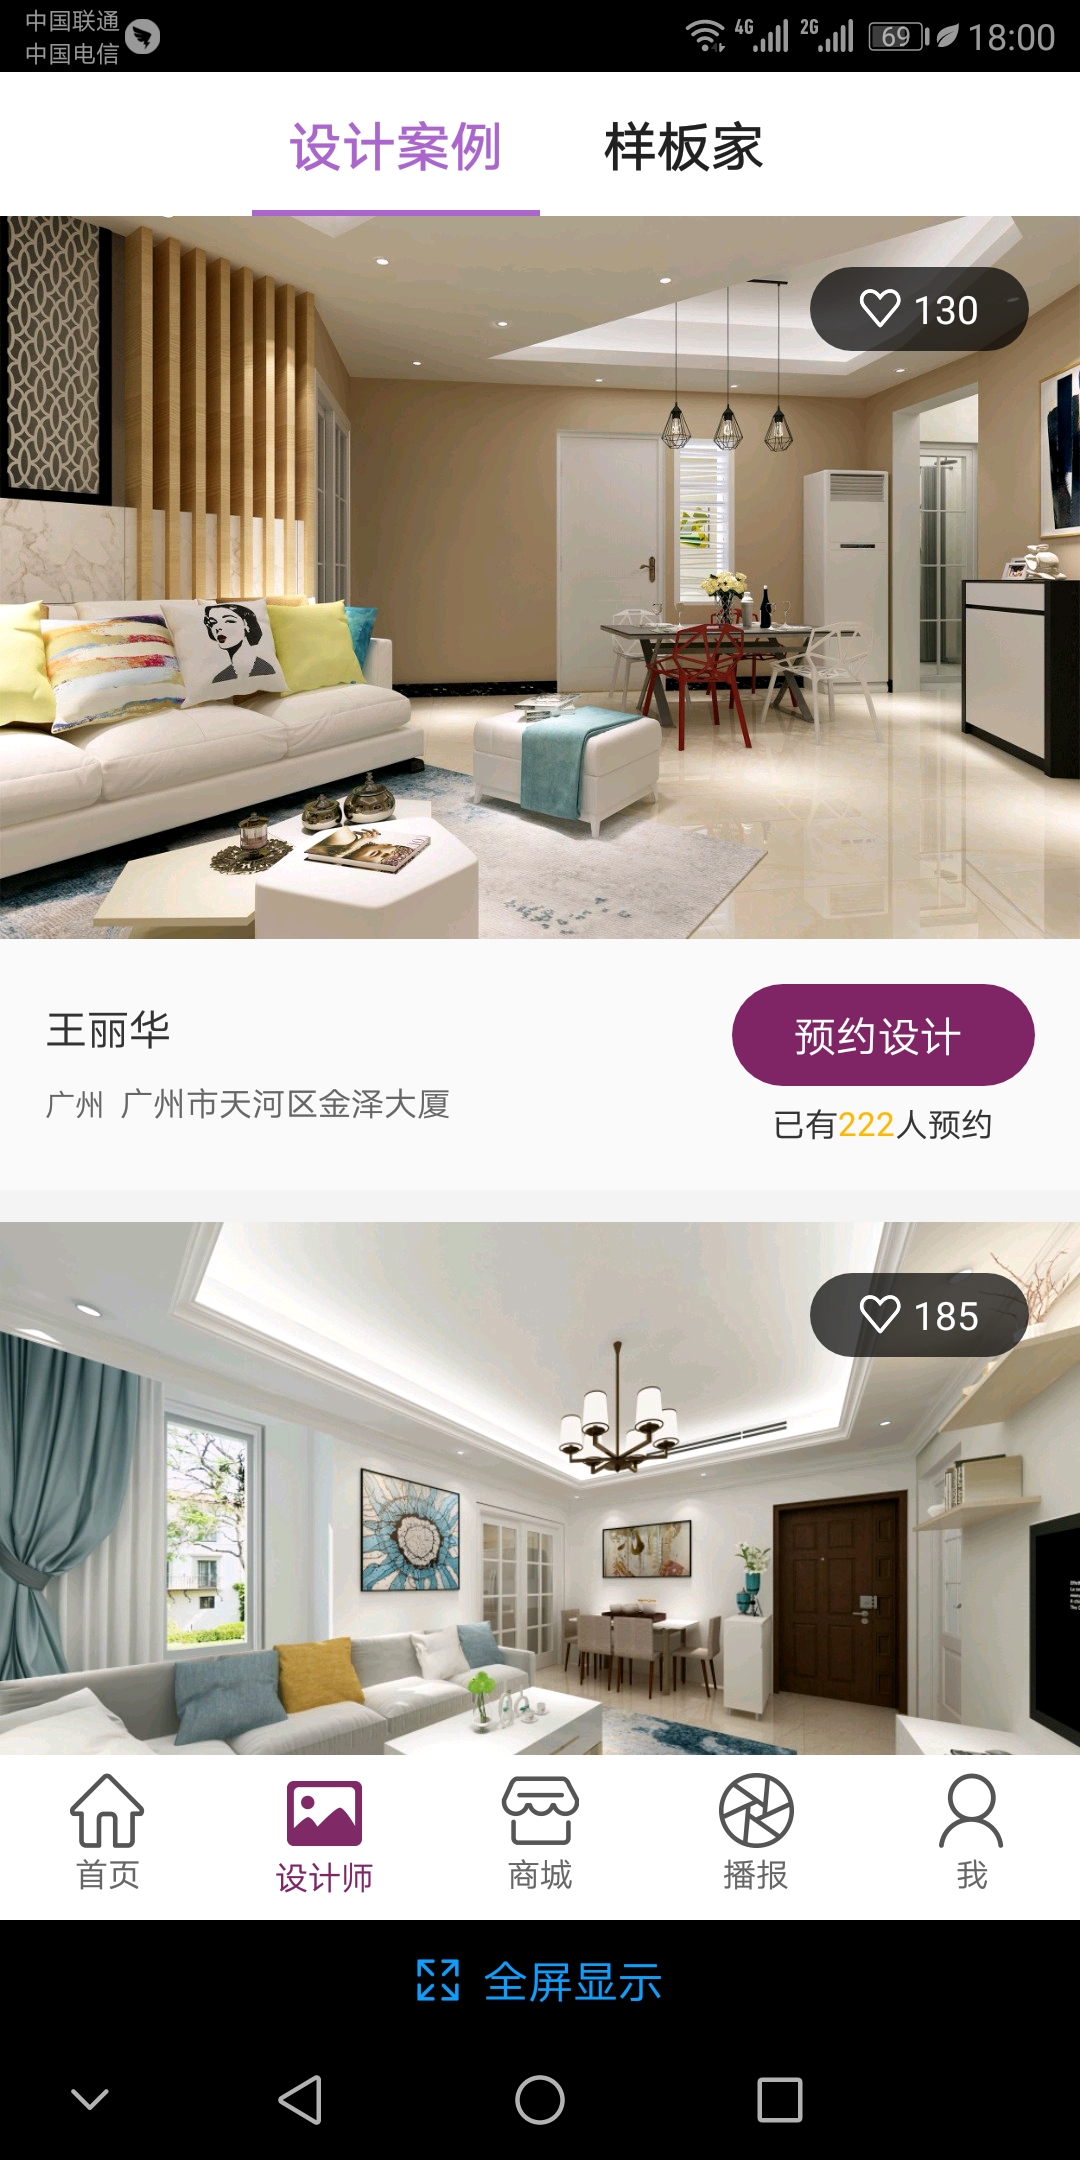 中国联通
中国电信
4G
2G
69
18:00
设计案例
样板家
130
王丽华
预约设计
广州 广州市天河区金泽大厦
已有222人预约
185
首页
设计师
商城
播报
我
全屏显示